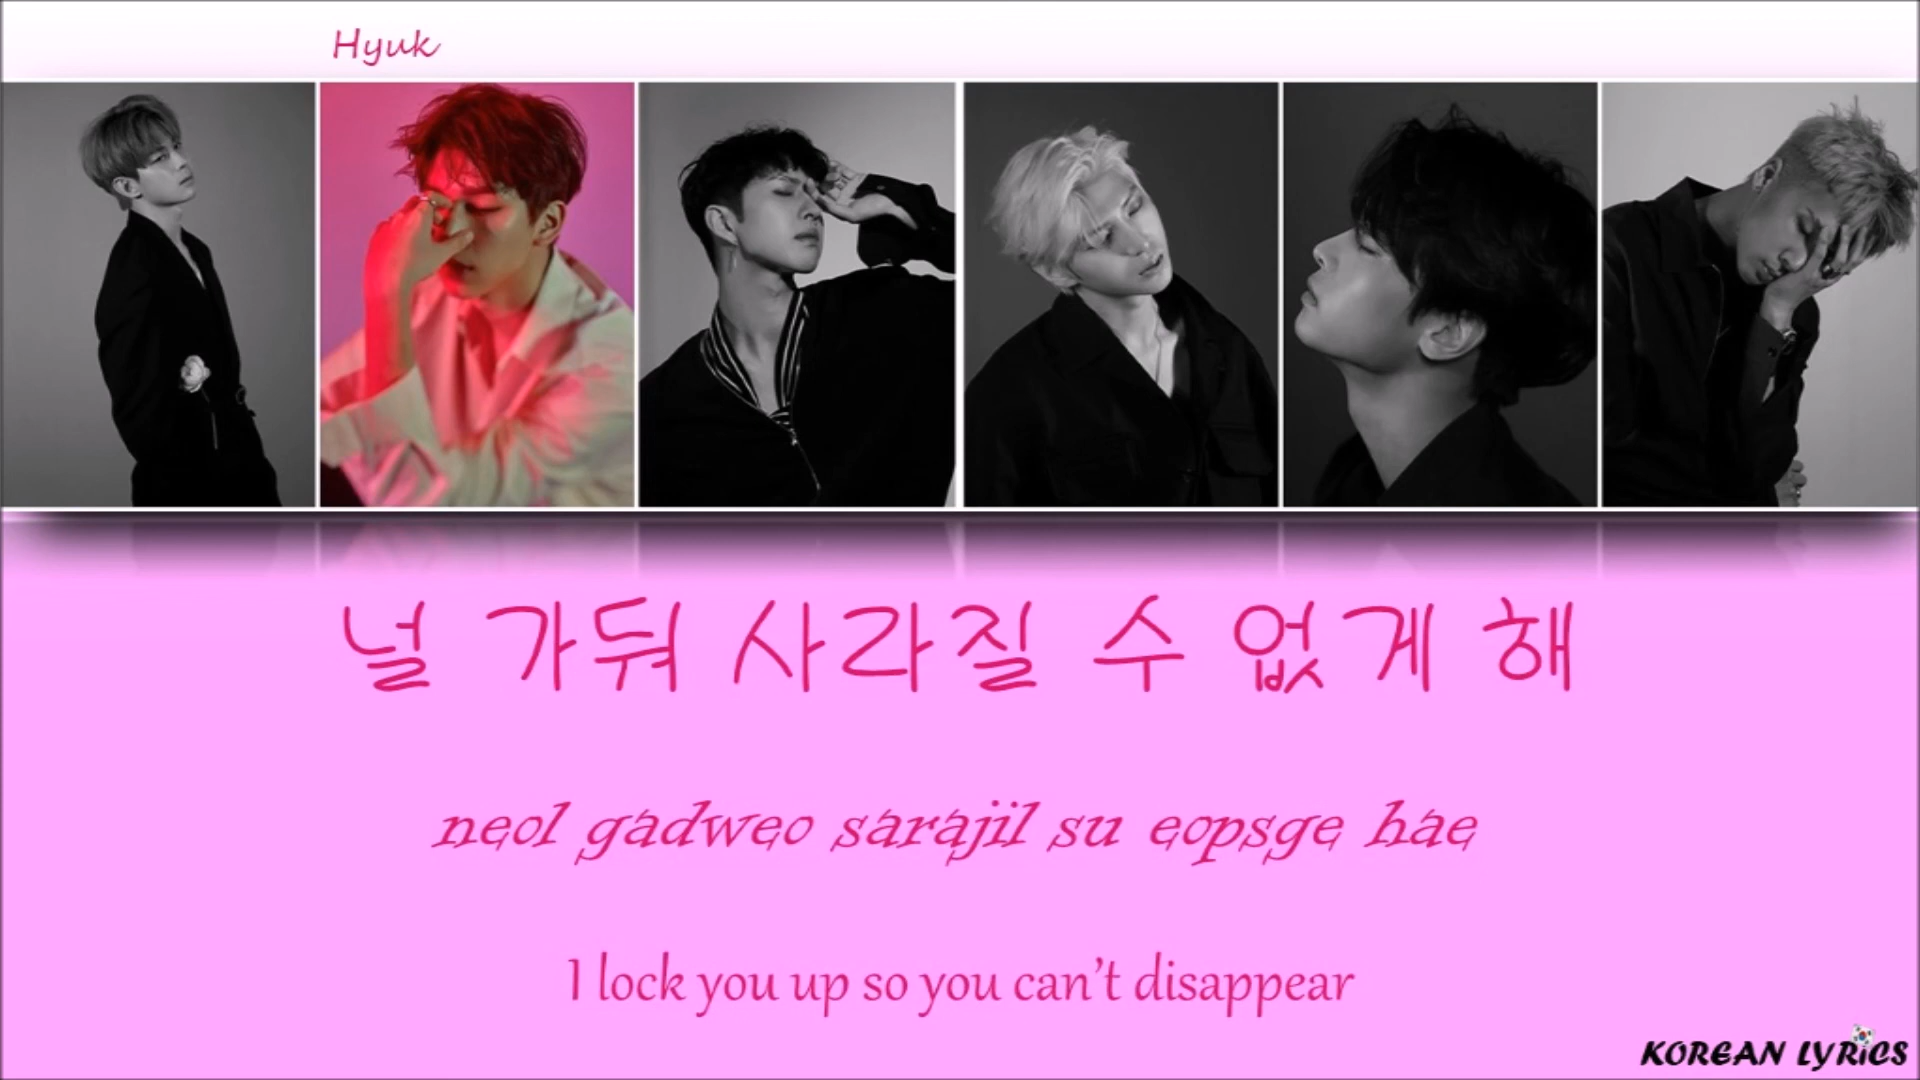 Hyuk
널 가둬 사라질 수 없게 해
neol gadweo sarajil su eopsge hae
I lock you up so you can't disappear
KOREAN LYRiCS